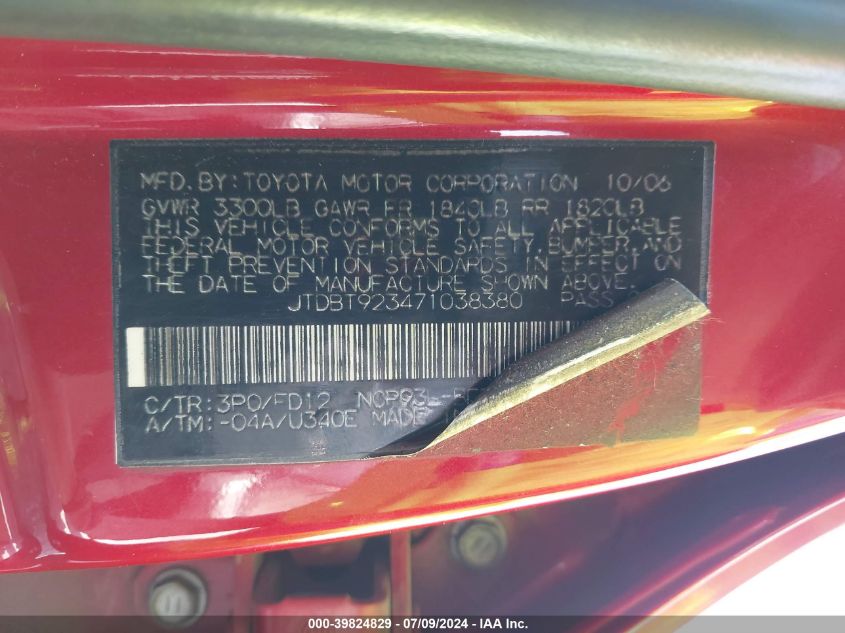 MFD.BY:TOYOTA MOTOR CORPORATION 10/06
GVWR 3300LB GAWR FR 1840LB RR 1820LB
THIS VEHICLE CONFORMS TO ALL APPLICABLE
FEDERAL MOTOR VEHICLE SAFETY,BUMPER,AND
THEFT PREVENTION STANDARDS IN EFFECT ON
THE DATE OF MANUFACTURE SHOWN ABOVE.
JTDBT923471038380 PASS
C/TR:3P0/FD12 NCP93L-
A/TM:-04A/U340E MADE
000-39824829 / 07/09/2024 - IAA Inc.